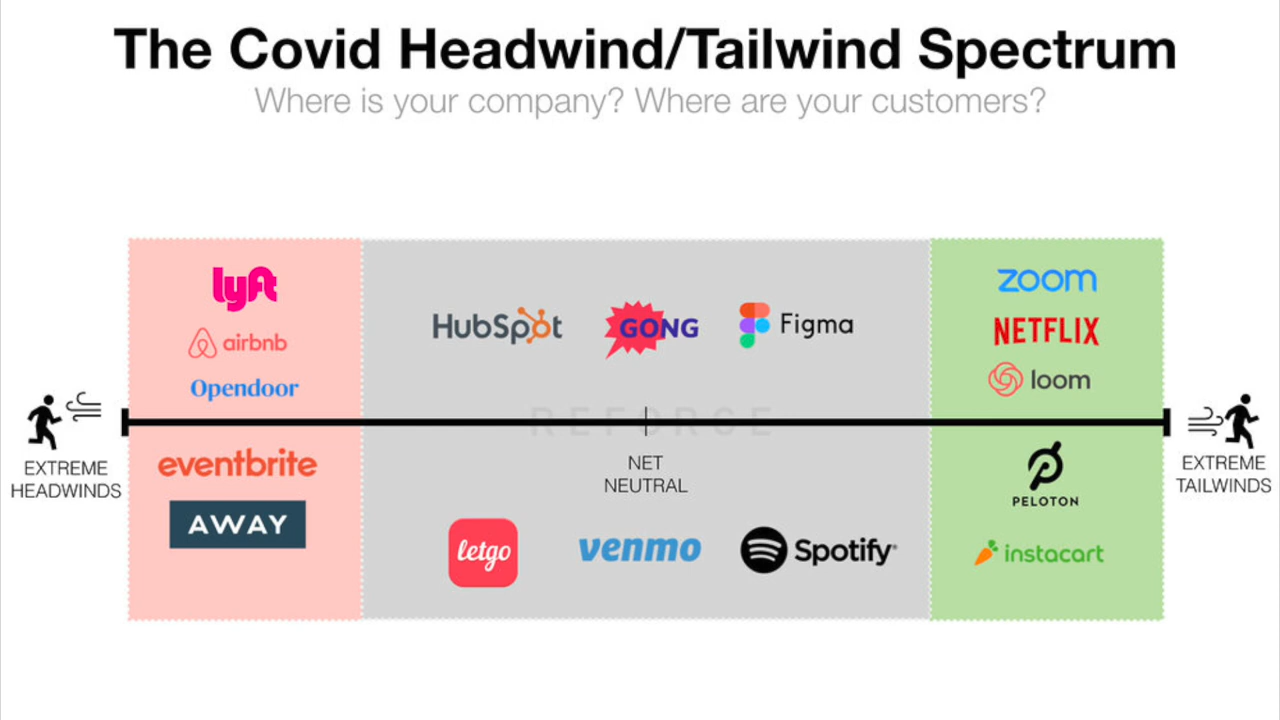 The Covid Headwind/Tailwind Spectrum
Where is your company? Where are your customers?
lyft
airbnb
Opendoor
HubSpot
GONG
Figma
zoom
NETFLIX
loom
REFORGE
EXTREME
HEADWINDS
eventbrite
AWAY
NET
NEUTRAL
letgo
venmo
Spotify
PELOTON
instacart
EXTREME
TAILWINDS